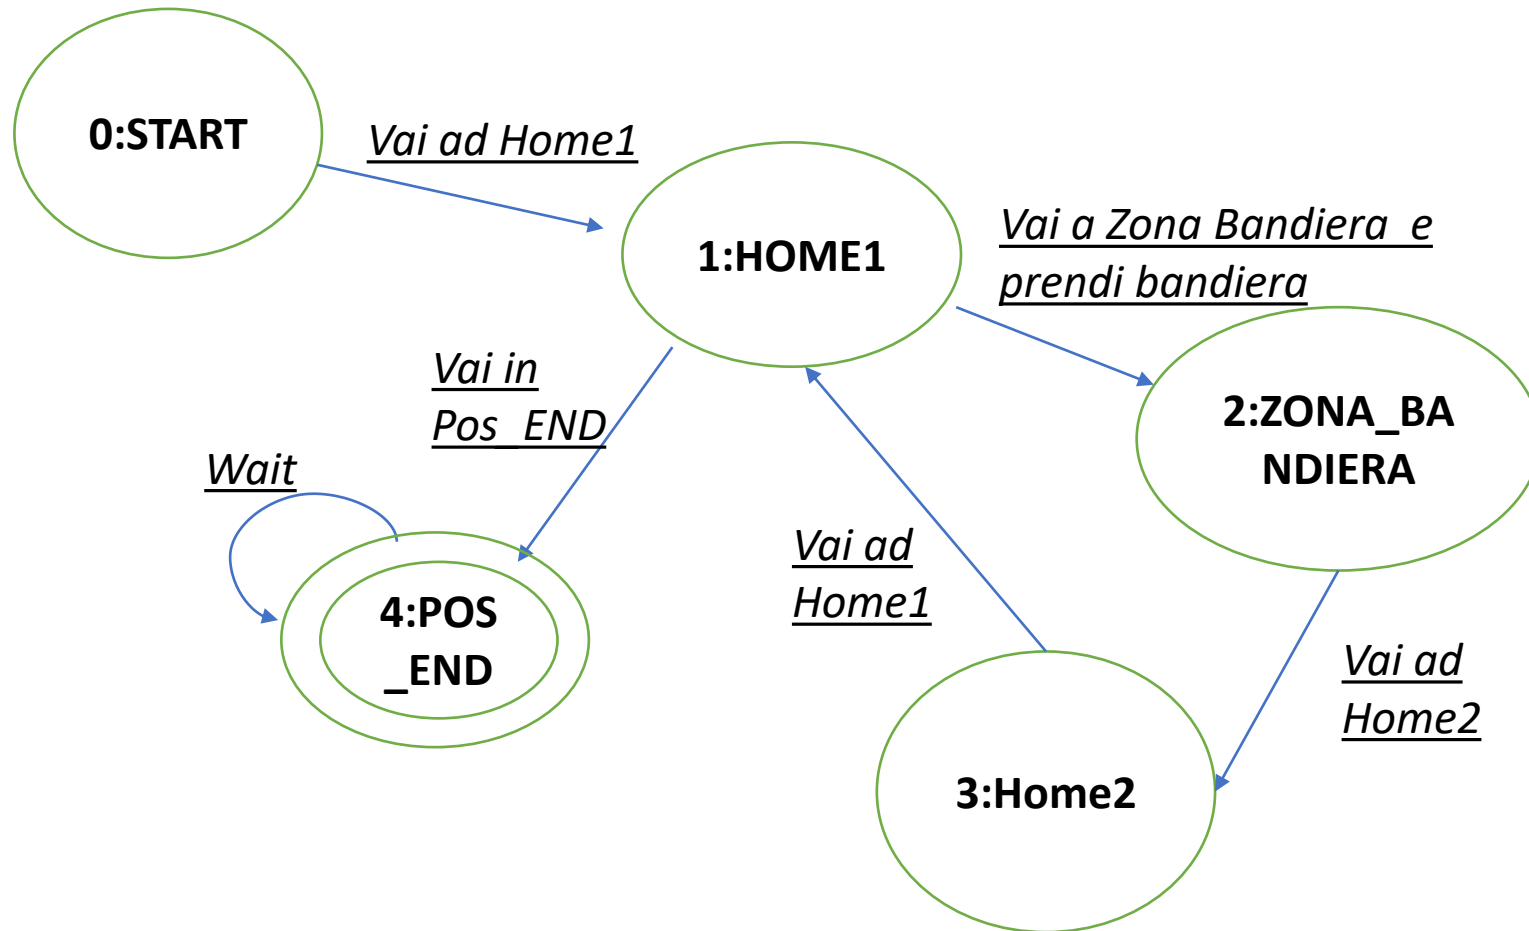 0:START
Vai ad Home1
1:HOME1
Vai a Zona Bandiera e
prendi bandiera
Vai in
Pos_END
2:ZONA_BA
NDIERA
Wait
Vai ad
Home1
4:POS
_END
Vai ad
Home2
3:Home2